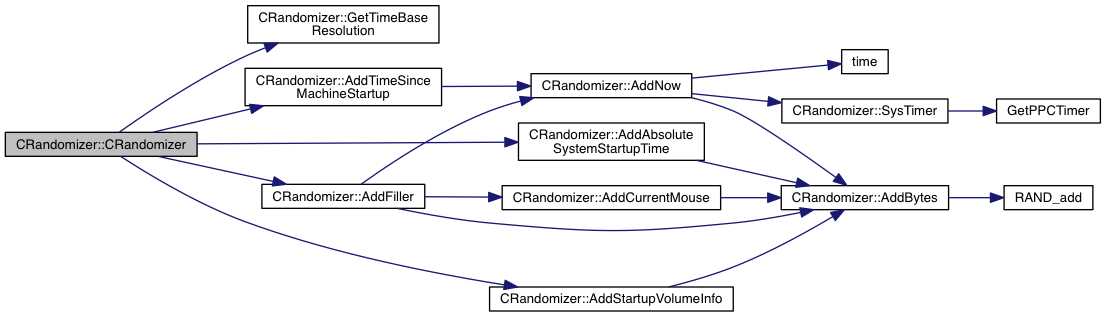 CRandomizer::GetTimeBase
Resolution
CRandomizer::AddTimeSince
MachineStartup
CRandomizer::AddNow
time
CRandomizer::SysTimer
GetPPCTimer
CRandomizer::CRandomizer
CRandomizer::AddAbsolute
SystemStartupTime
CRandomizer::AddFiller
CRandomizer::AddCurrentMouse
CRandomizer::AddBytes
RAND_add
CRandomizer::AddStartupVolumeInfo